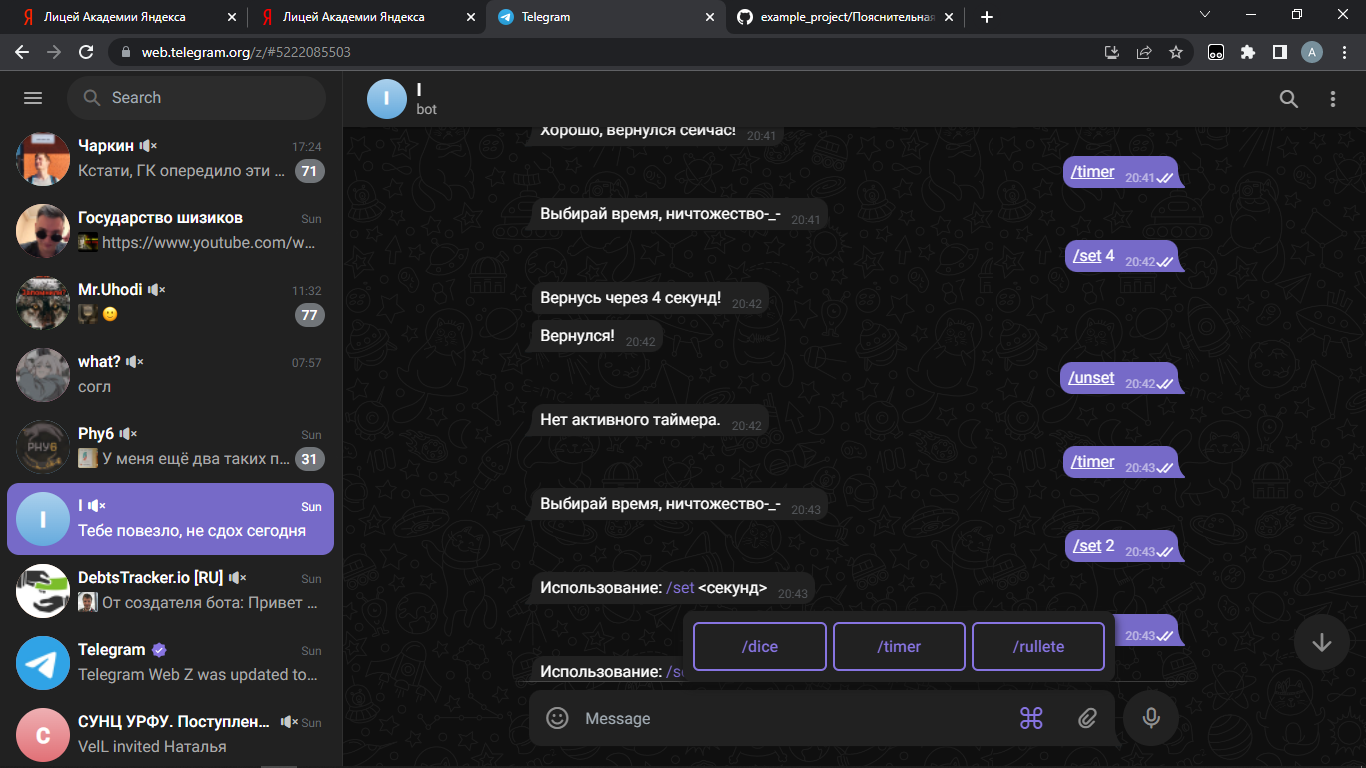 Лицей Академии Яндекса
Лицей Академии Яндекса
Telegram
example_project/Пояснительная
web.telegram.org/z/#5222085503
A
Search
Чаркин 17:24
Кстати, ГК опередило эти ... 71
Государство шизиков Sun
https://www.youtube.com/w...
Mr.Uhodi 11:32
77
what? 07:57
согл
Phy6 Sun
У меня ещё два таких п... 31
I Sun
Тебе повезло, не сдох сегодня
DebtsTracker.io [RU] Sun
От создателя бота: Привет ...
Telegram Sun
Telegram Web Z was updated to...
СУНЦ УРФУ. Поступлен... Sun
VelL invited Наталья
I
bot
Хорошо, вернулся сейчас! 20:41
/timer 20:41
Выбирай время, ничтожество-_- 20:41
/set 4 20:42
Вернусь через 4 секунд! 20:42
Вернулся! 20:42
/unset 20:42
Нет активного таймера. 20:42
/timer 20:43
Выбирай время, ничтожество-_- 20:43
/set 2 20:43
Использование: /set <секунд> 20:43
20:43
Использование: /s
/dice /timer /rullete
Message